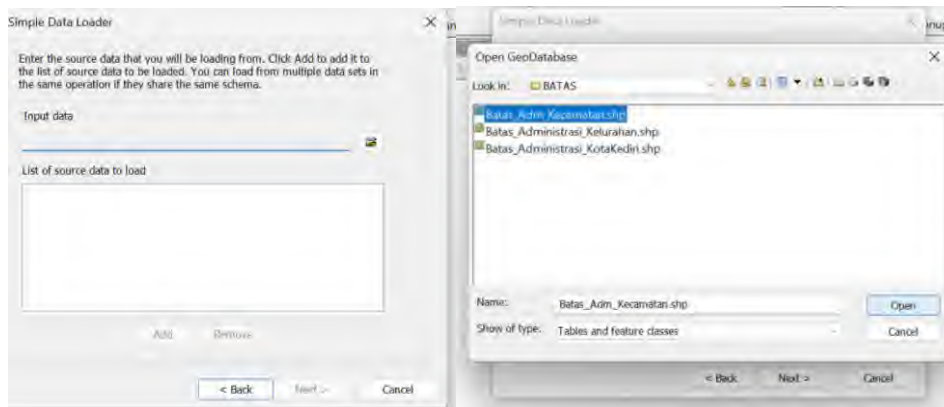 Simple Data Loader
Enter the source data that you will be loading from. Click Add to add it to
the list of source data to be loaded. You can load from multiple data sets in
the same operation if they share the same schema.
Input data
List of source data to load
Add Remove
< Back Next > Cancel
Simple Data Loader
Open GeoDatabase
Look in: BATAS
Batas_Adm_Kecamatan.shp
Batas_Administrasi_Kelurahan.shp
Batas_Administrasi_KotaKediri.shp
Name: Batas_Adm_Kecamatan.shp Open
Show of type: Tables and feature classes Cancel
< Back Next > Cancel